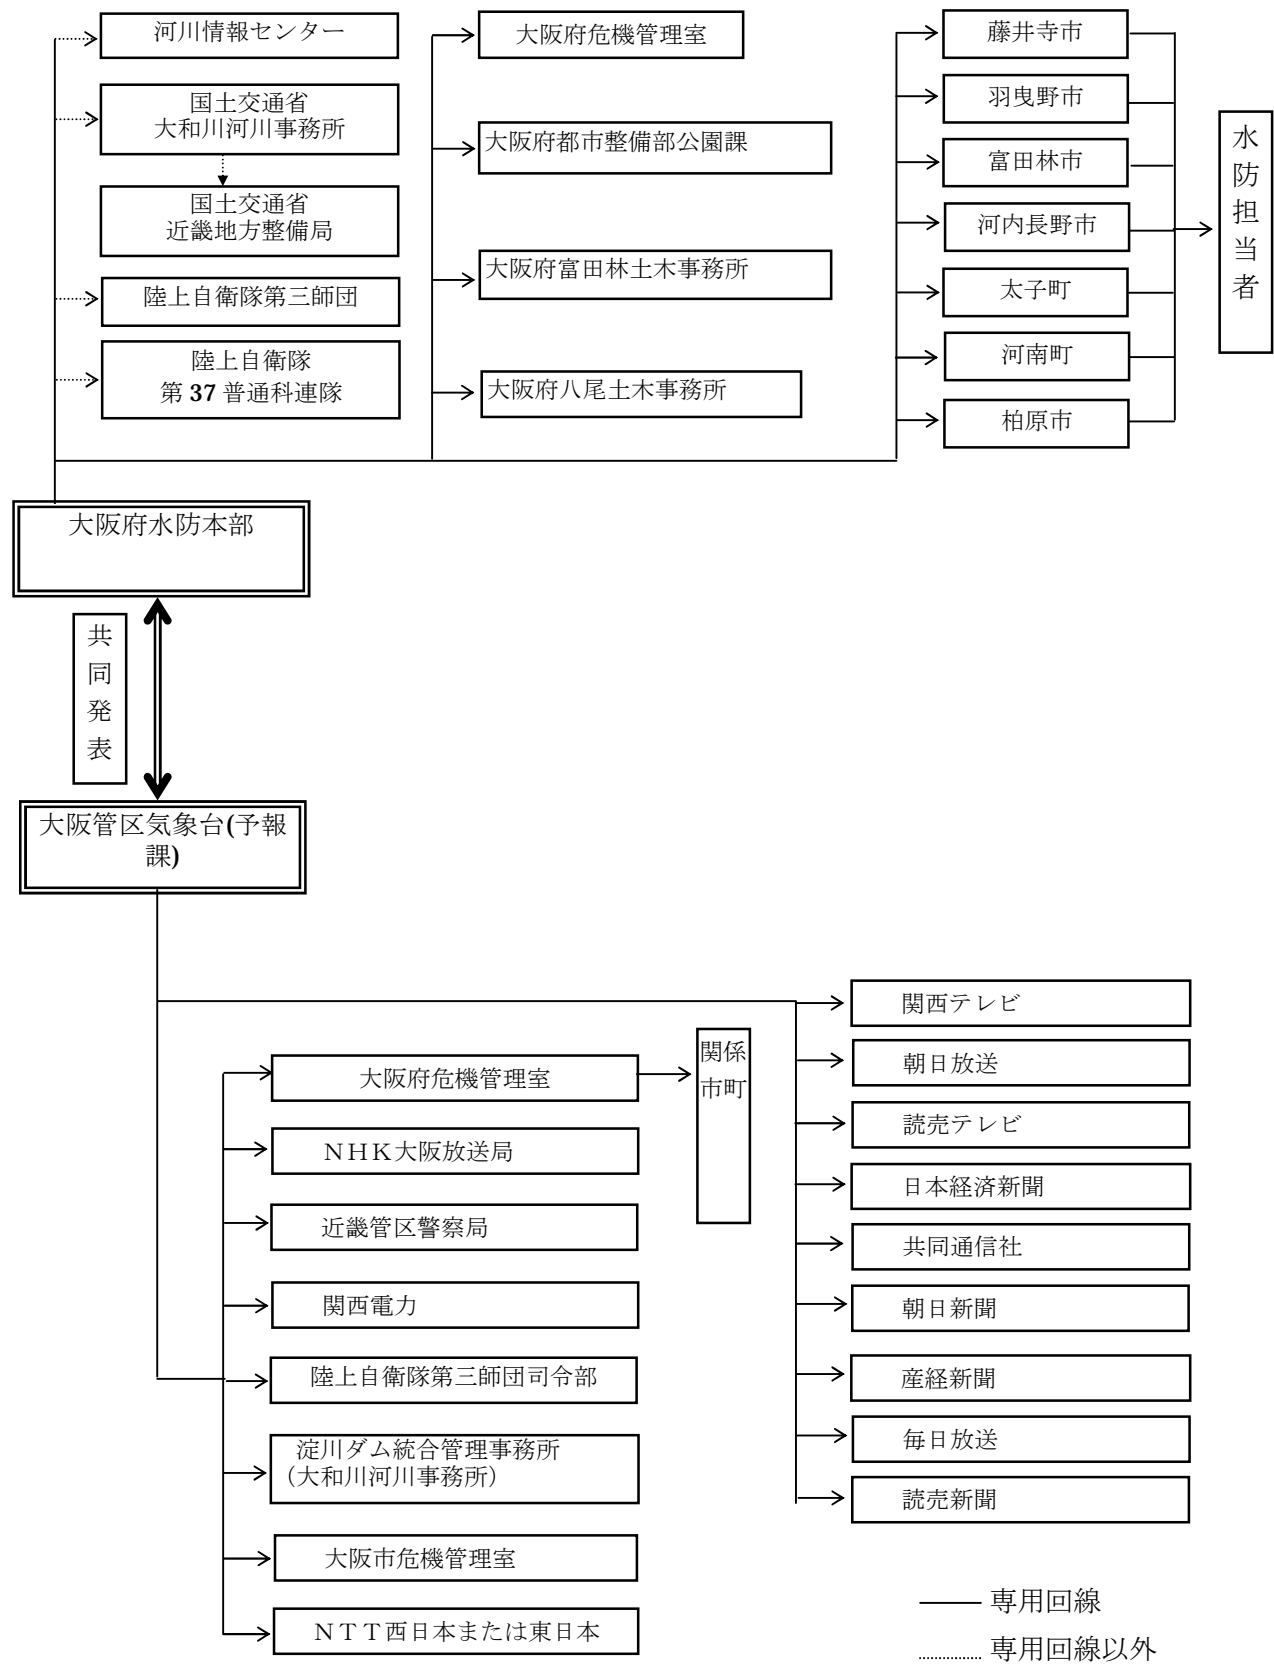 河川情報センター
国土交通省
大和川河川事務所
国土交通省
近畿地方整備局
陸上自衛隊第三師団
陸上自衛隊
第 37 普通科連隊
大阪府危機管理室
大阪府都市整備部公園課
大阪府富田林土木事務所
大阪府八尾土木事務所
藤井寺市
羽曳野市
富田林市
河内長野市
太子町
河南町
柏原市
水防担当者
大阪府水防本部
共同発表
大阪管区気象台(予報
課)
大阪府危機管理室
NHK大阪放送局
近畿管区警察局
関西電力
陸上自衛隊第三師団司令部
淀川ダム統合管理事務所
（大和川河川事務所）
大阪市危機管理室
NTT西日本または東日本
関係
市町
関西テレビ
朝日放送
読売テレビ
日本経済新聞
共同通信社
朝日新聞
産経新聞
毎日放送
読売新聞
専用回線
専用回線以外